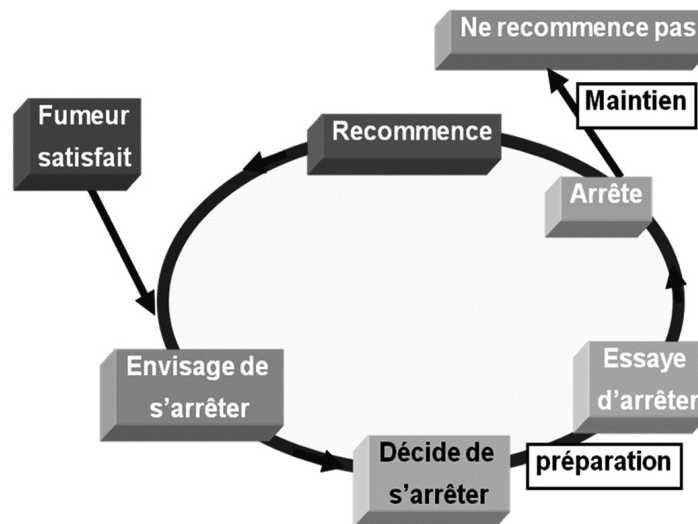 Ne recommence pas
Maintien
Fumeur
satisfait
Recommence
Arrête
Envisage de
s’arrêter
Essaye
d’arrêter
Décide de
s’arrêter
préparation